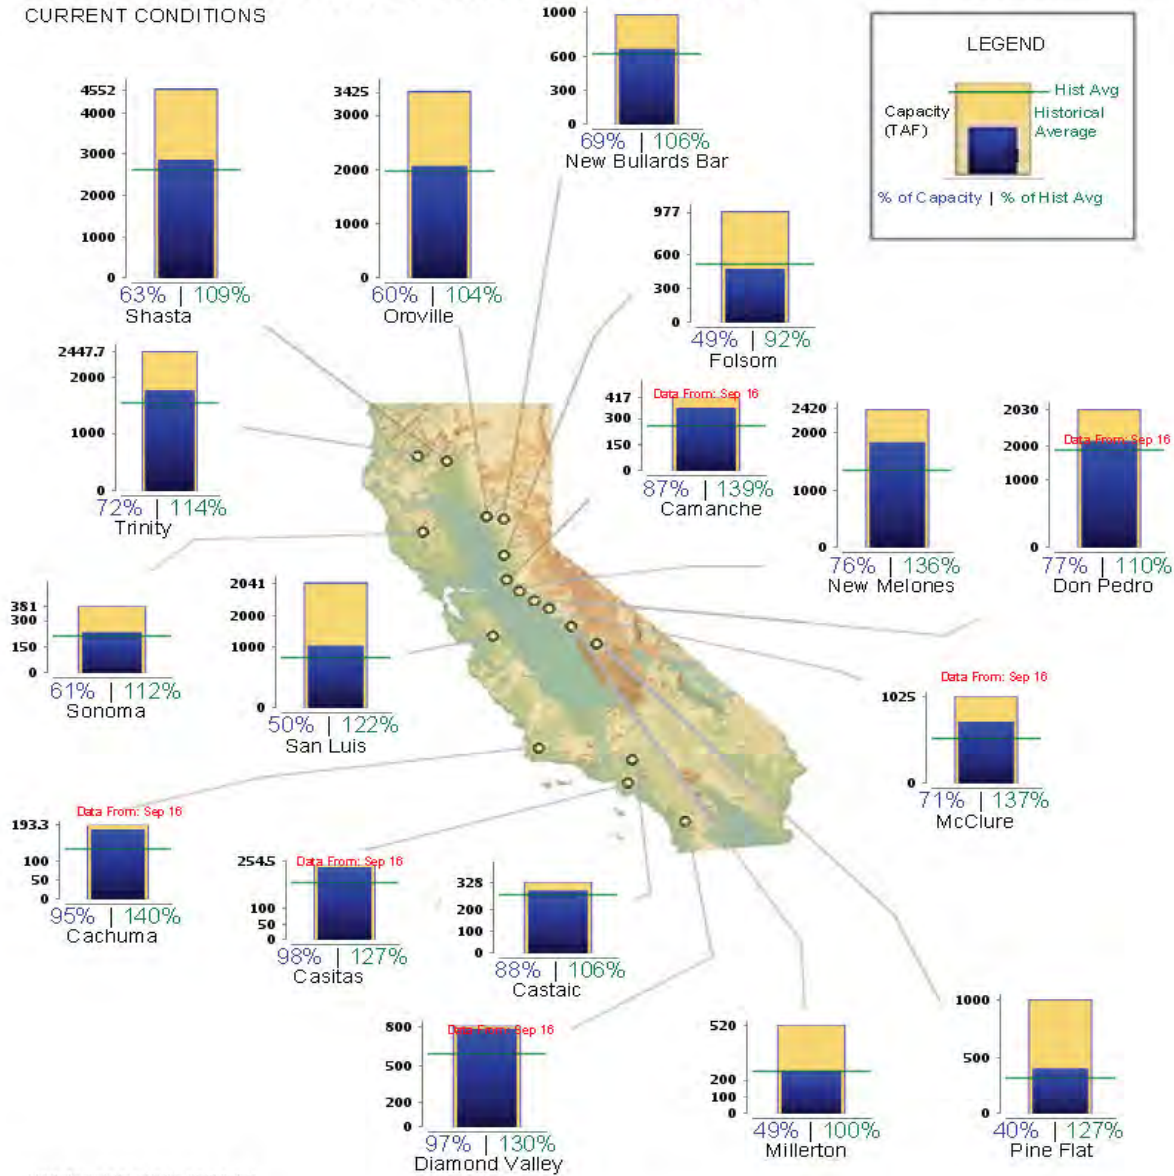 CURRENT CONDITIONS
1000
600
300
0
69% | 106%
New Bullards Bar
LEGEND
Hist Avg
Capacity
(TAF)
Historical
Average
% of Capacity | % of Hist Avg
4552
4000
3000
2000
1000
0
63% | 109%
Shasta
3425
3000
2000
1000
0
60% | 104%
Oroville
977
600
300
0
49% | 92%
Folsom
2447.7
2000
1000
0
72% | 114%
Trinity
Data From: Sep 16
417
300
150
0
87% | 139%
Camanche
2420
2000
1000
0
76% | 136%
New Melones
2030
Data From: Sep 16
2000
1000
0
77% | 110%
Don Pedro
381
300
150
0
61% | 112%
Sonoma
2041
2000
1000
0
50% | 122%
San Luis
Data From: Sep 16
1025
0
71% | 137%
McClure
Data From: Sep 16
193.3
100
50
0
95% | 140%
Cachuma
254.5
Data From: Sep 16
100
50
0
98% | 127%
Casitas
328
200
100
0
88% | 106%
Castaic
800
Data From: Sep 16
500
200
0
97% | 130%
Diamond Valley
520
200
100
0
49% | 100%
Millerton
1000
500
0
40% | 127%
Pine Flat